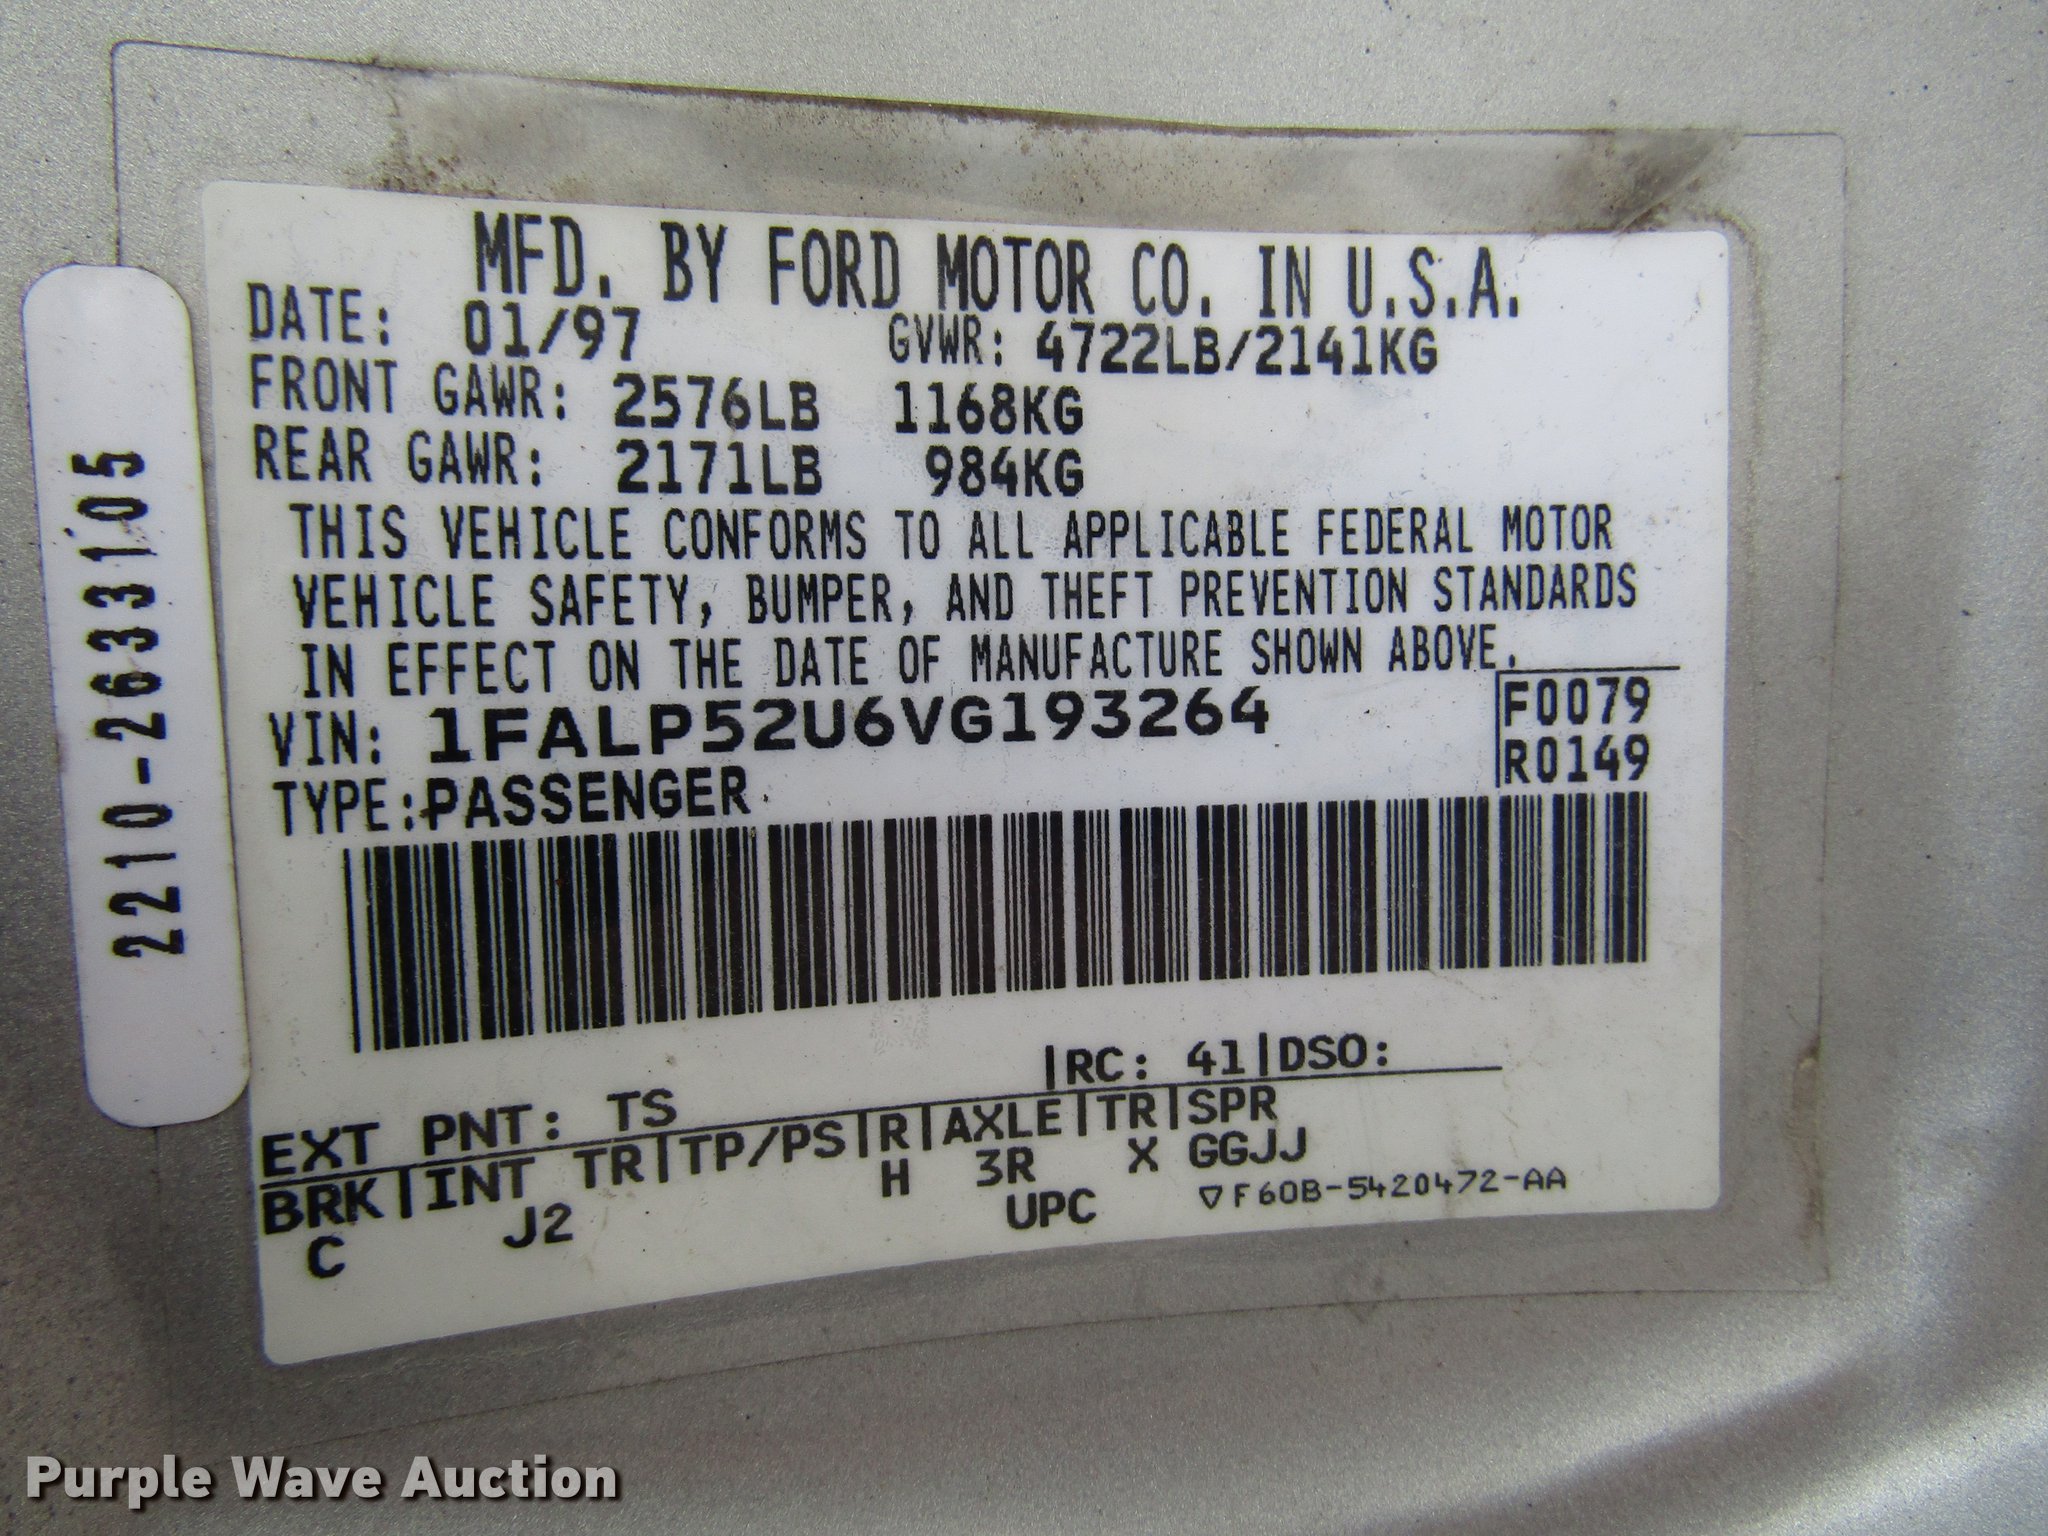 MFD. BY FORD MOTOR CO. IN U.S.A.
DATE: 01/97 GVWR: 4722LB/2141KG
FRONT GAWR: 2576LB 1168KG
REAR GAWR: 2171LB 984KG
THIS VEHICLE CONFORMS TO ALL APPLICABLE FEDERAL MOTOR
VEHICLE SAFETY, BUMPER, AND THEFT PREVENTION STANDARDS
IN EFFECT ON THE DATE OF MANUFACTURE SHOWN ABOVE.
VIN: 1FALP52U6VG193264
F0079
R0149
TYPE: PASSENGER
EXT PNT: TS |RC: 41|DSO:
BRK|INT TR|TP/PS|R|AXLE|TR|SPR
C J2 H 3R X GGJJ
UPC ▽F60B-5420472-AA
2210-2633105
Purple Wave Auction